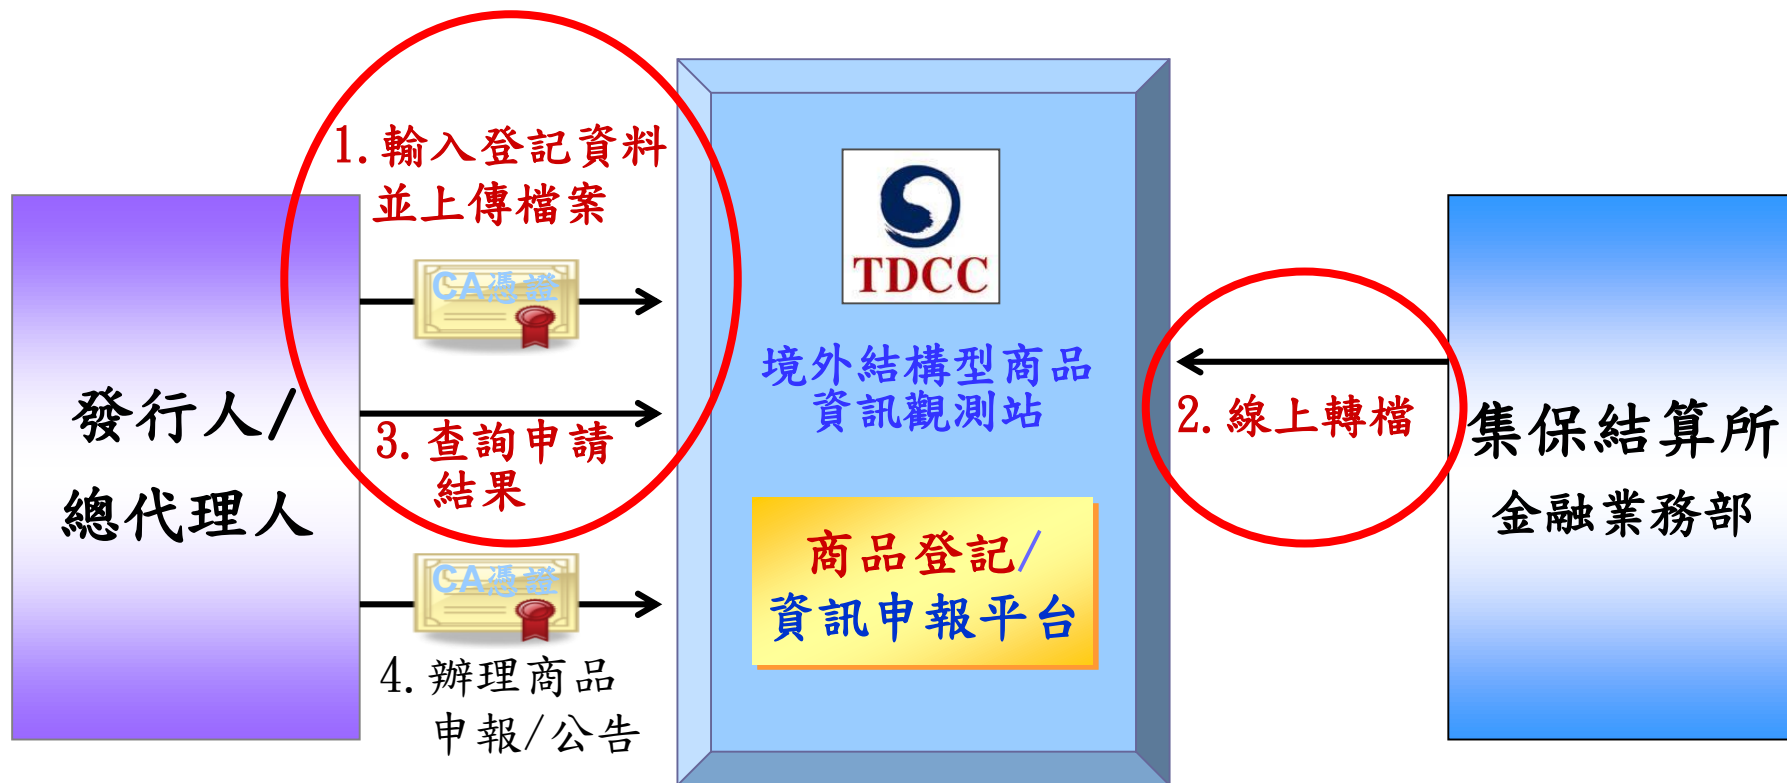 發行人/
總代理人
1.輸入登記資料
並上傳檔案
CA憑證
3.查詢申請
結果
CA憑證
4.辦理商品
申報/公告
TDCC
境外結構型商品
資訊觀測站
商品登記/
資訊申報平台
2.線上轉檔
集保結算所
金融業務部